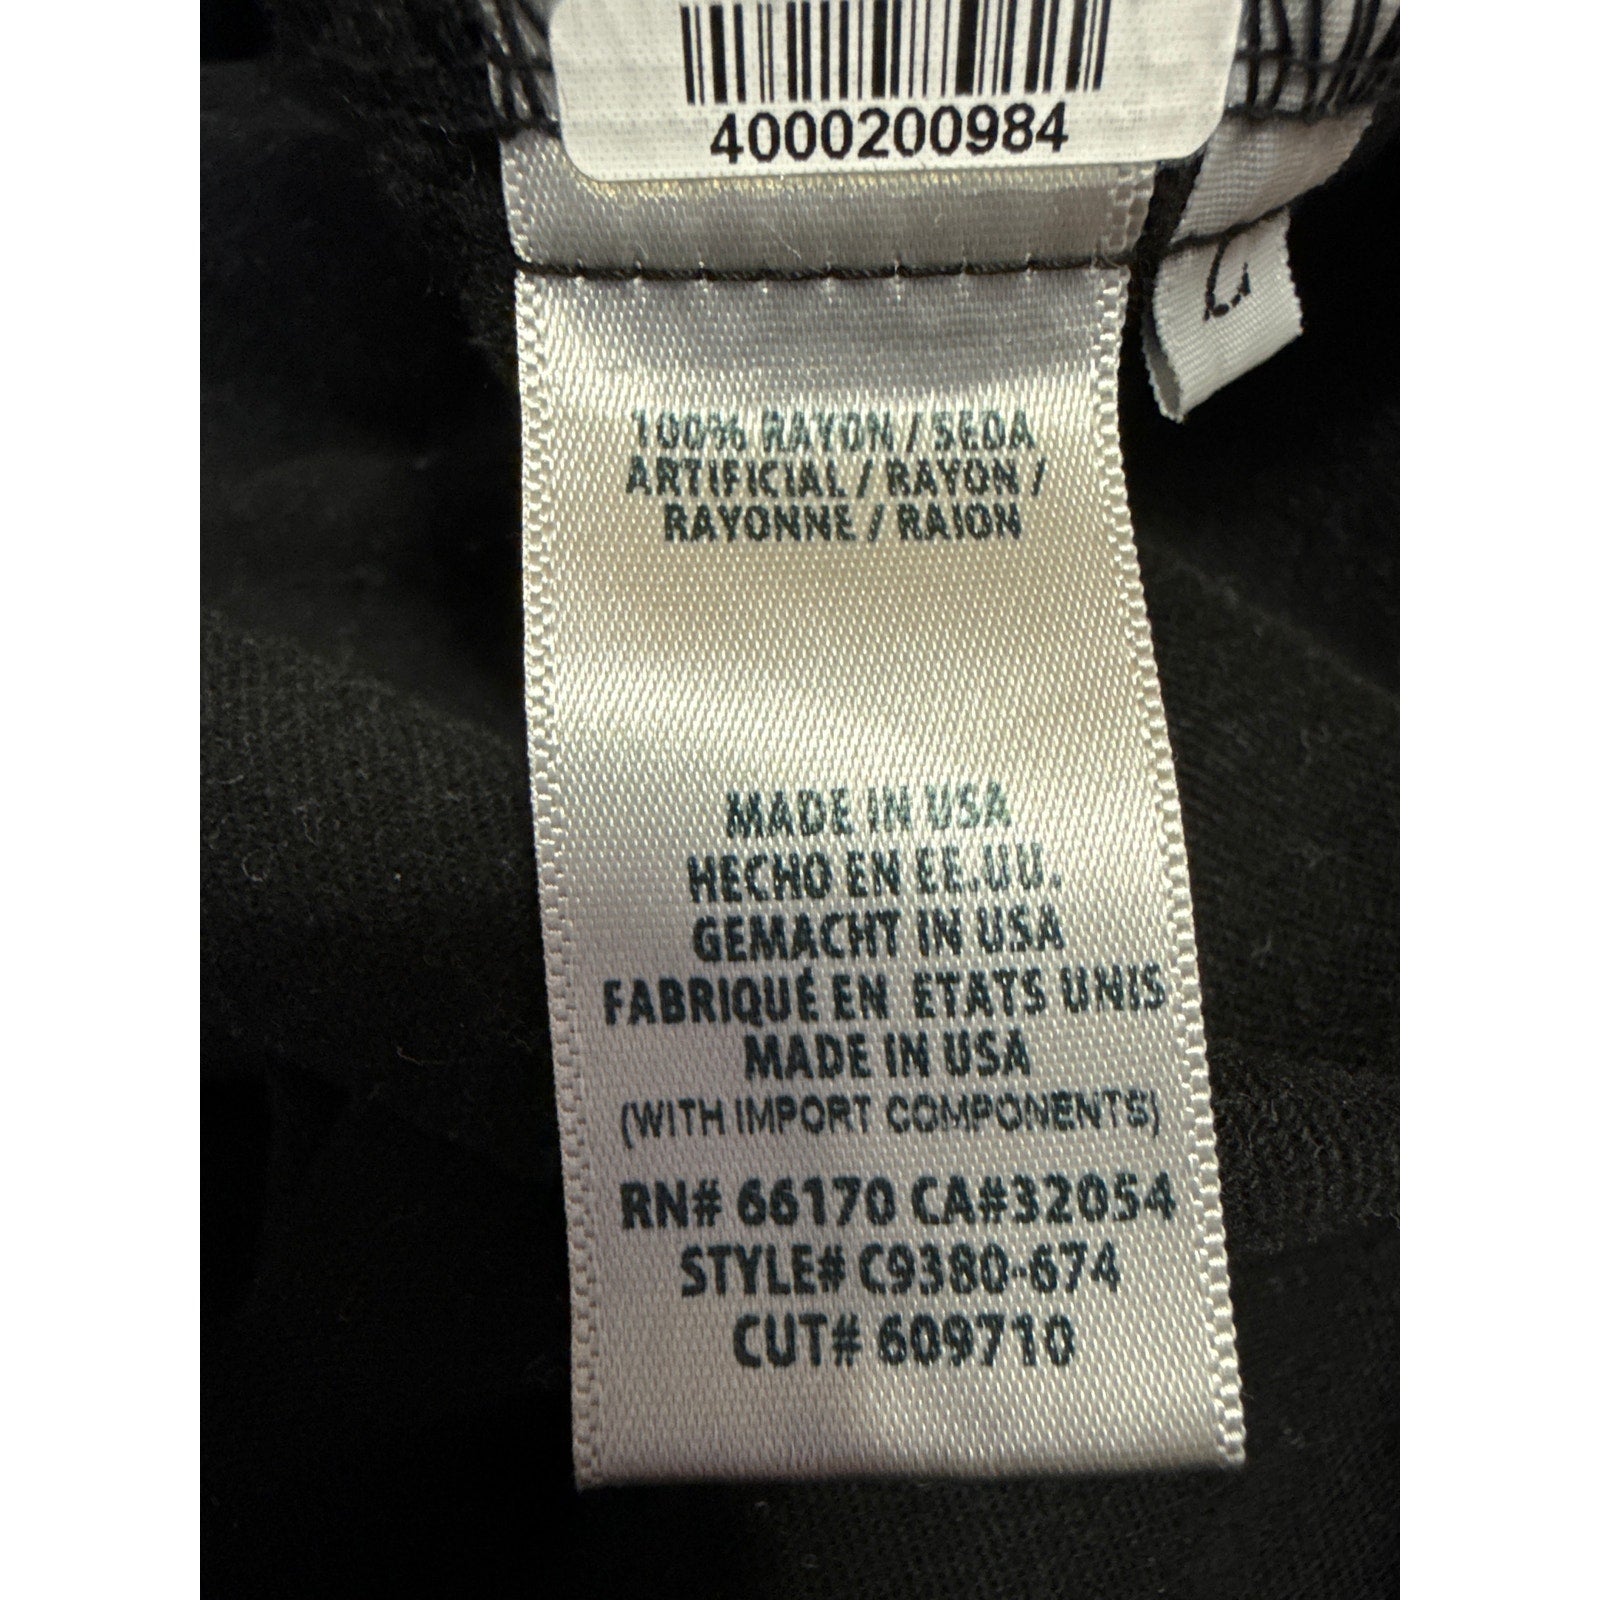 4000200984
L
100% RAYON / SEDA
ARTIFICIAL / RAYON /
RAYONNE / RAION
MADE IN USA
HECHO EN EE.UU.
GEMACHT IN USA
FABRIQUÉ EN ETATS UNIS
MADE IN USA
(WITH IMPORT COMPONENTS)
RN# 66170 CA#32054
STYLE# C9380-674
CUT# 609710